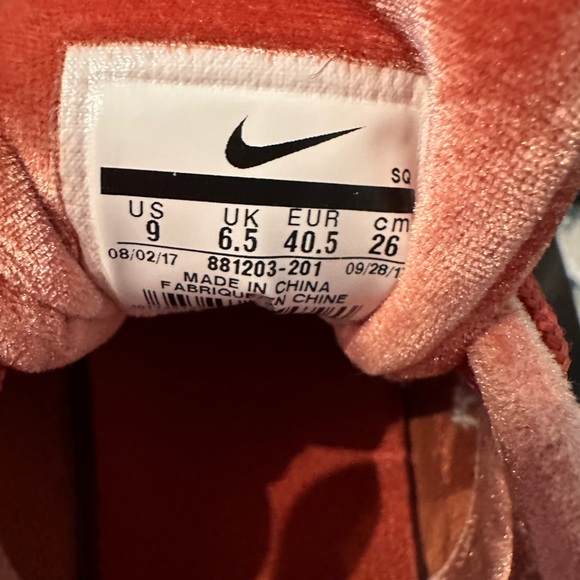 SQ
US UK EUR cm
9 6.5 40.5 26
08/02/17 881203-201 09/28/1
MADE IN CHINA
FABRIQUE EN CHINE